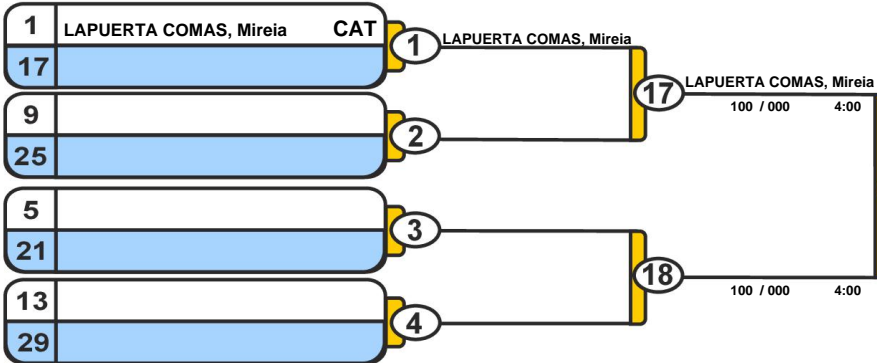 1 LAPUERTA COMAS, Mireia CAT
17
1
LAPUERTA COMAS, Mireia
9
25
2
17
LAPUERTA COMAS, Mireia
100 / 000 4:00
5
21
3
13
29
4
18
100 / 000 4:00